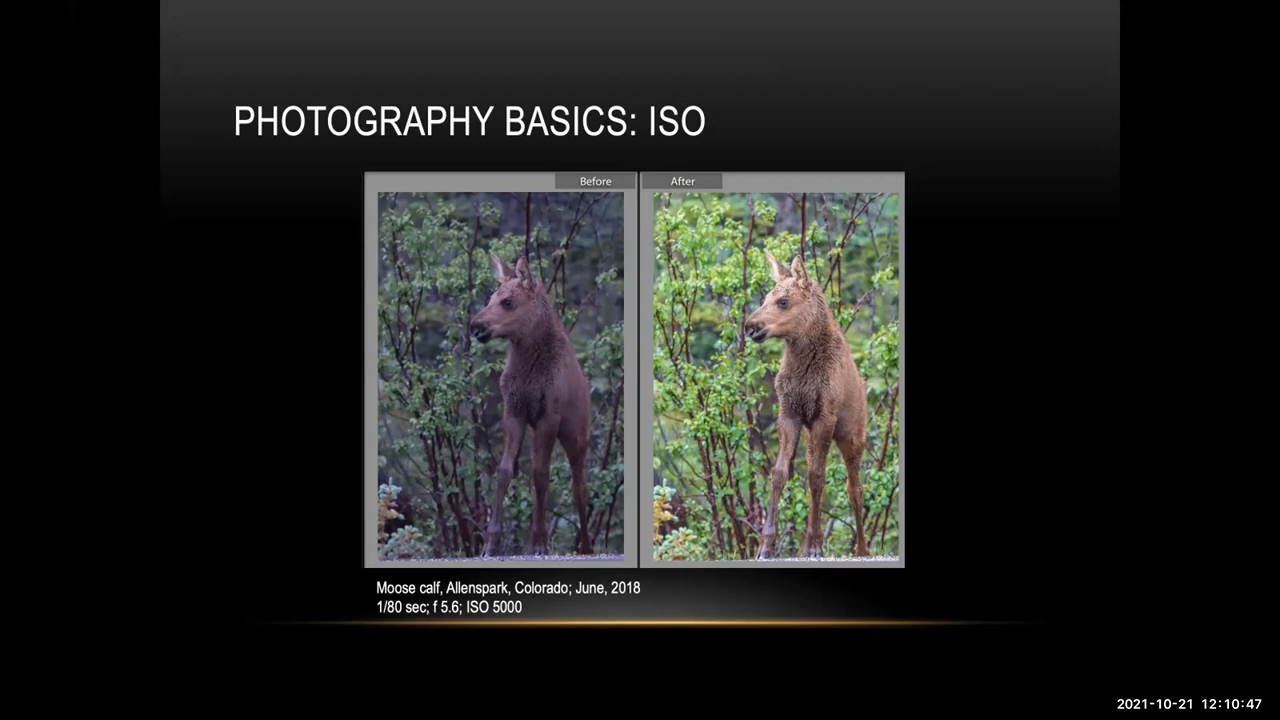 PHOTOGRAPHY BASICS: ISO
Before
After
Moose calf, Allenspark, Colorado; June, 2018
1/80 sec; f 5.6; ISO 5000
2021-10-21 12:10:47